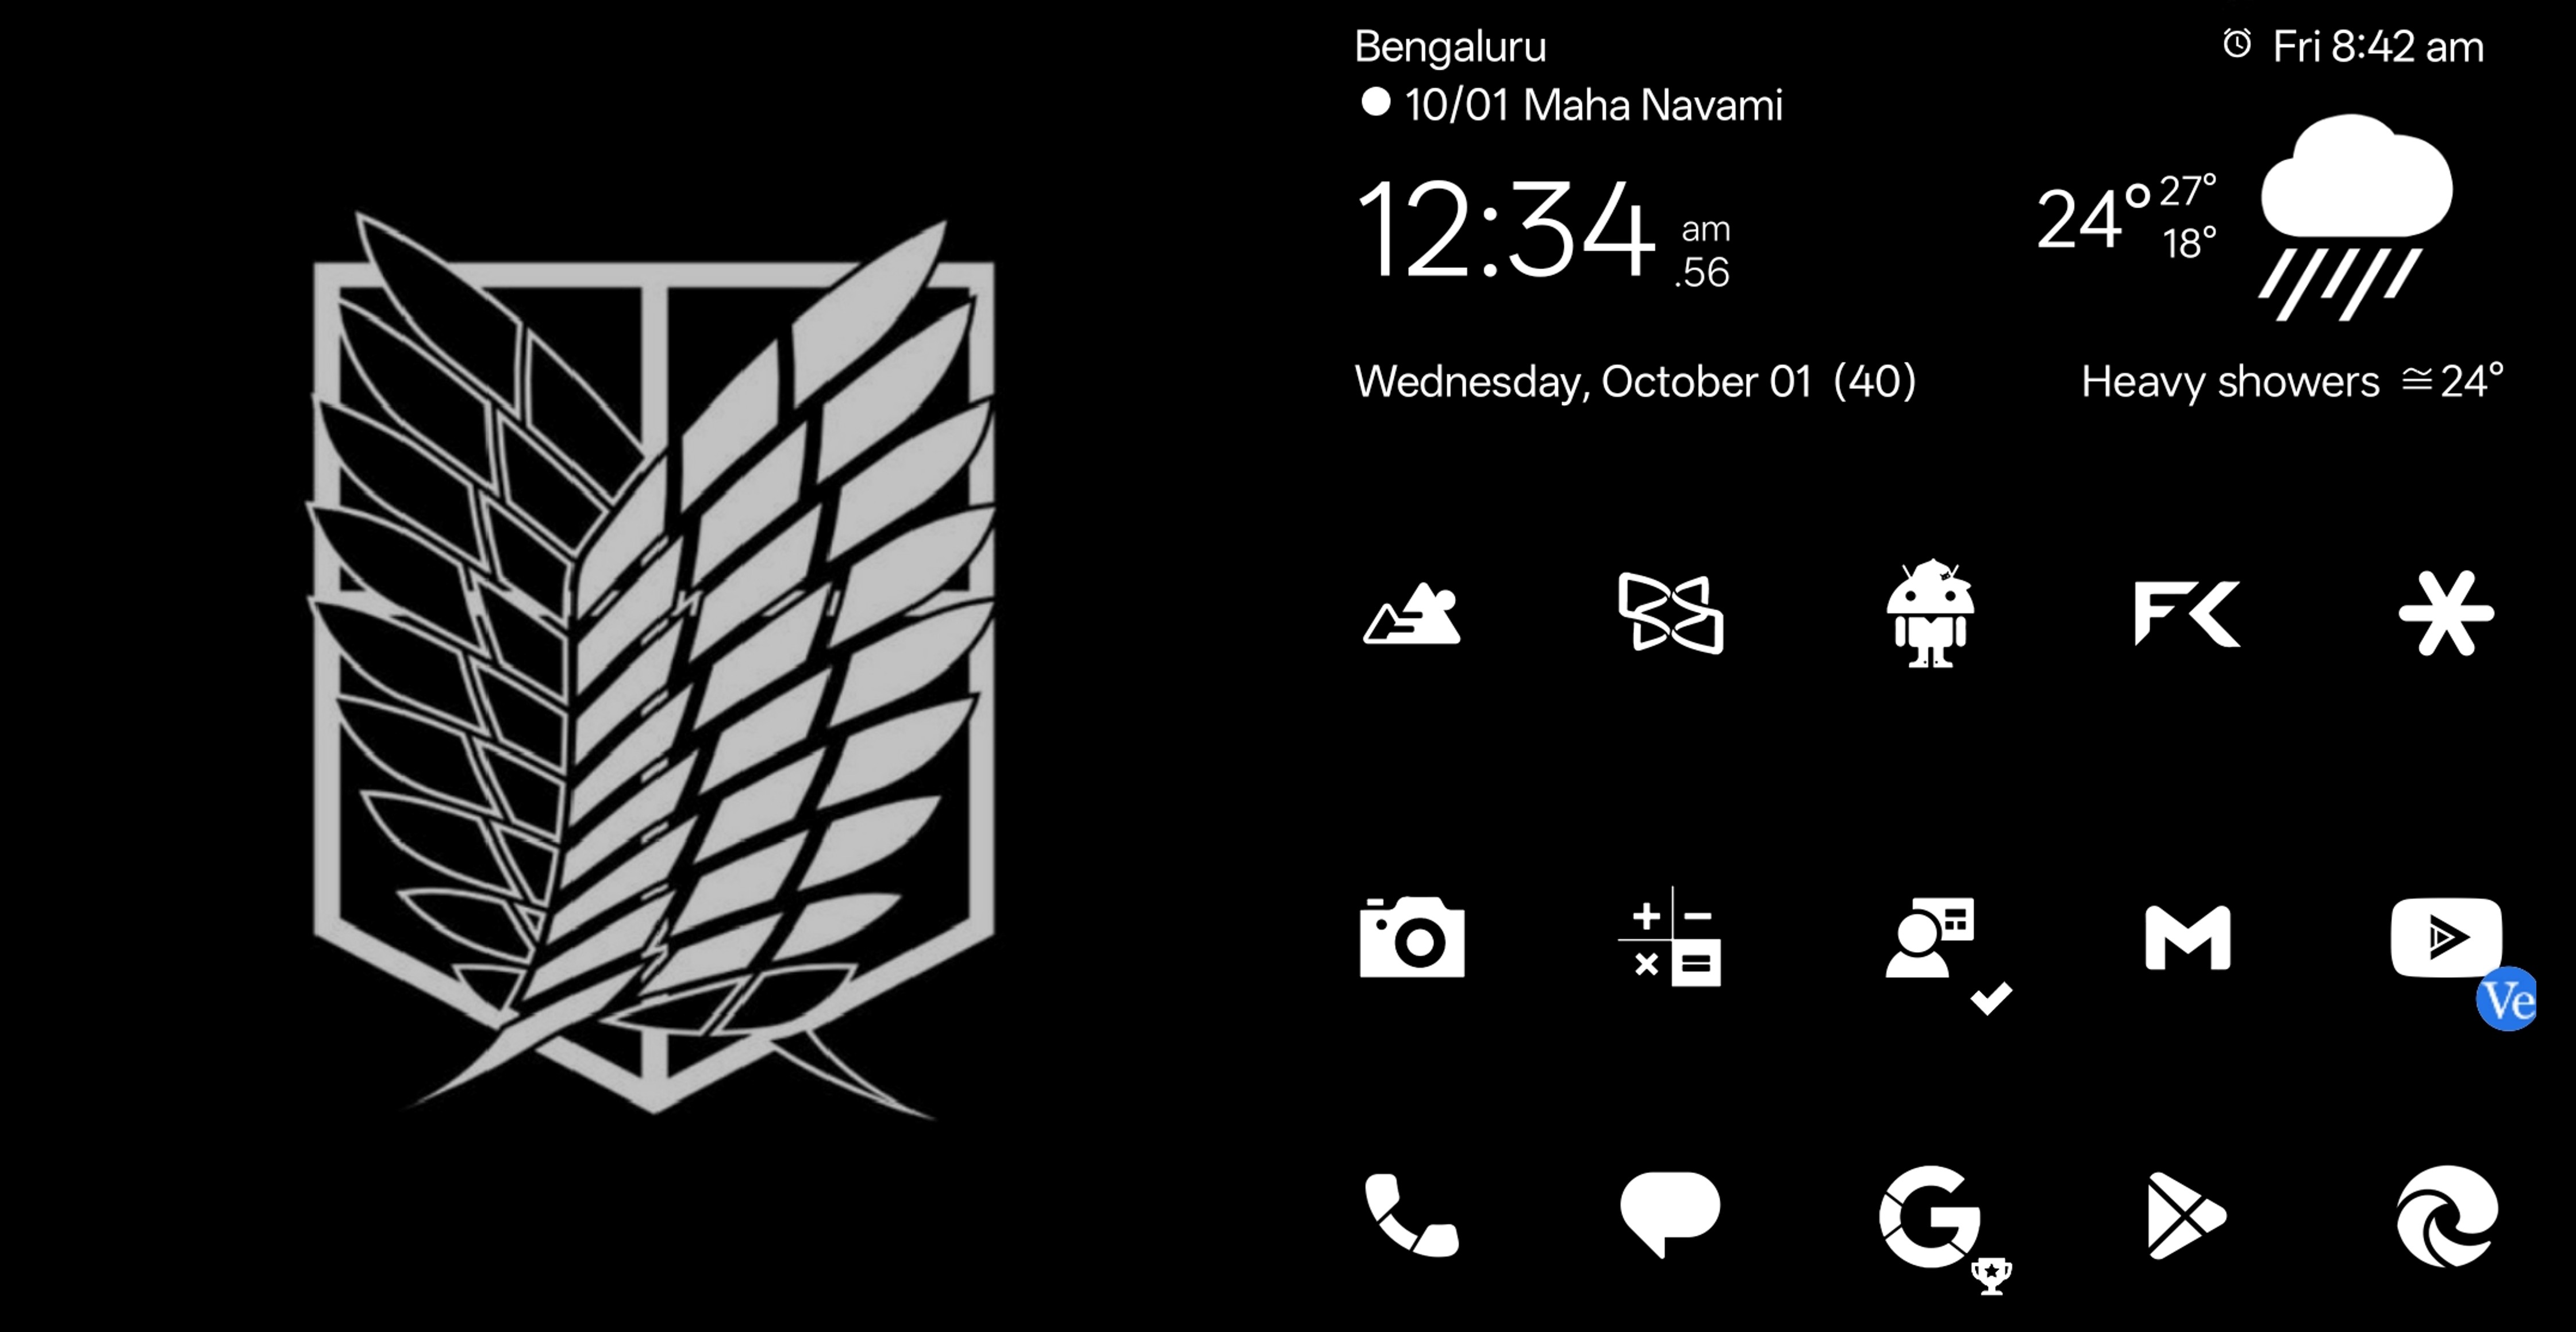 Bengaluru
Fri 8:42 am
10/01 Maha Navami
12:34 am .56
24° 27° 18°
Wednesday, October 01 (40)
Heavy showers ≅24°
FK
Ve